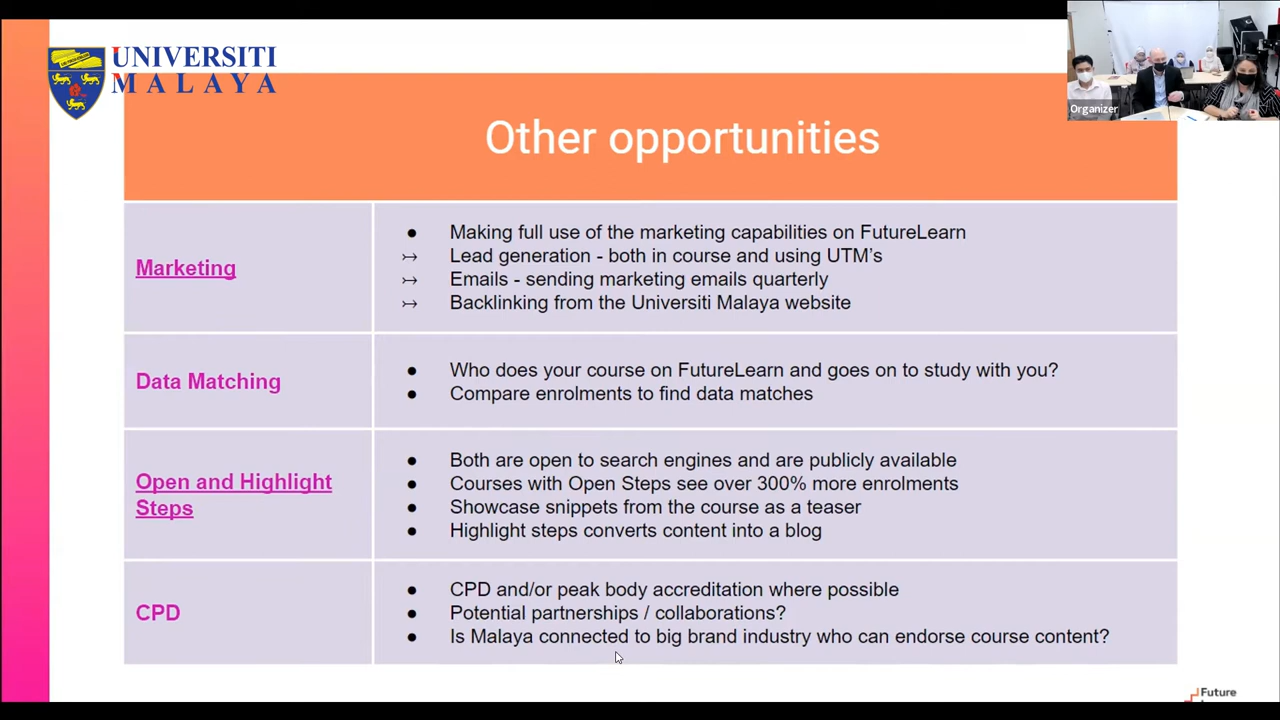 UNIVERSITI
MALAYA
Organizer
Other opportunities
Marketing
● Making full use of the marketing capabilities on FutureLearn
↣ Lead generation - both in course and using UTM's
↣ Emails - sending marketing emails quarterly
↣ Backlinking from the Universiti Malaya website
Data Matching
● Who does your course on FutureLearn and goes on to study with you?
● Compare enrolments to find data matches
Open and Highlight
Steps
● Both are open to search engines and are publicly available
● Courses with Open Steps see over 300% more enrolments
● Showcase snippets from the course as a teaser
● Highlight steps converts content into a blog
CPD
● CPD and/or peak body accreditation where possible
● Potential partnerships / collaborations?
● Is Malaya connected to big brand industry who can endorse course content?
Future